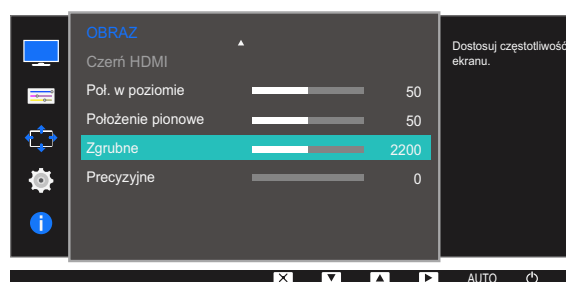 OBRAZ
Czerń HDMI
Poł. w poziomie 50
Położenie pionowe 50
Zgrubne 2200
Precyzyjne 0
Dostosuj częstotliwość
ekranu.
AUTO